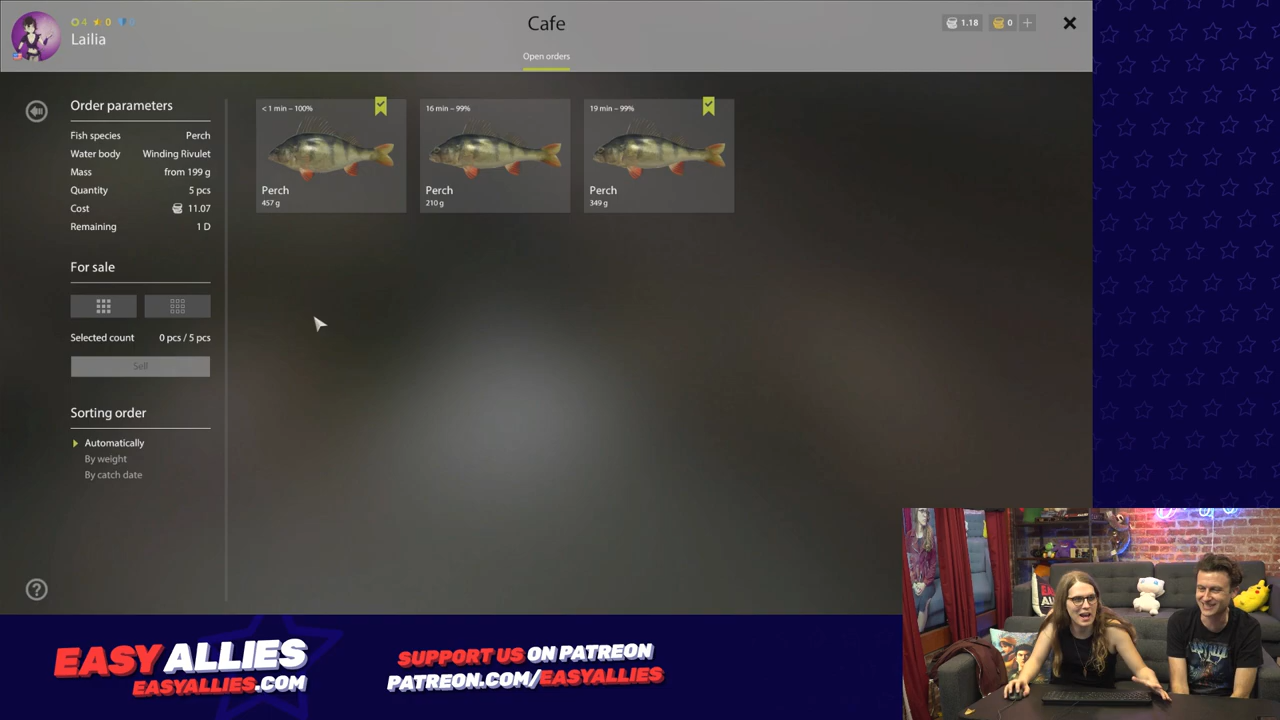 4 0 0
Lailia
Cafe
Open orders
1.18 0 +
Order parameters
Fish species Perch
Water body Winding Rivulet
Mass from 199 g
Quantity 5 pcs
Cost 11.07
Remaining 1 D
For sale
Selected count 0 pcs / 5 pcs
Sell
Sorting order
Automatically
By weight
By catch date
< 1 min – 100%
Perch
457 g
16 min – 99%
Perch
210 g
19 min – 99%
Perch
349 g
?
EASY ALLIES
EASYALLIES.COM
SUPPORT US ON PATREON
PATREON.COM/EASYALLIES